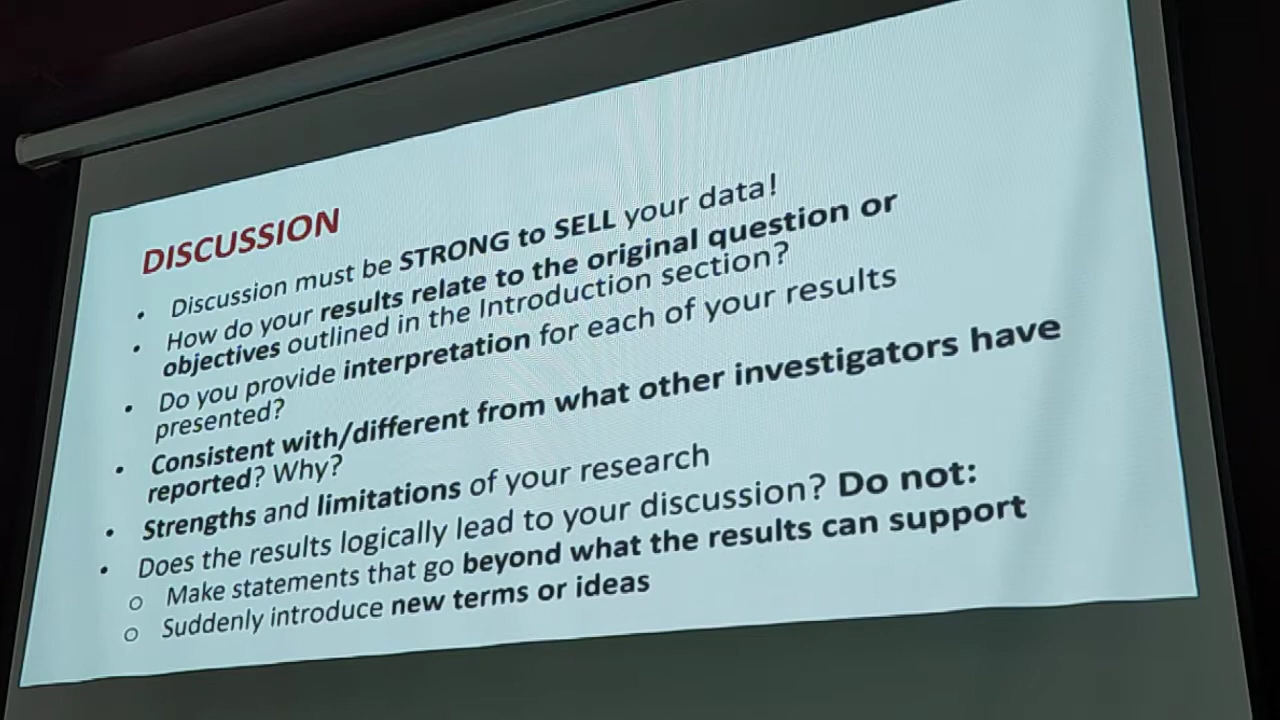 DISCUSSION
• Discussion must be STRONG to SELL your data!
• How do your results relate to the original question or
objectives outlined in the Introduction section?
• Do you provide interpretation for each of your results
presented?
• Consistent with/different from what other investigators have
reported? Why?
• Strengths and limitations of your research
• Does the results logically lead to your discussion? Do not:
o Make statements that go beyond what the results can support
o Suddenly introduce new terms or ideas